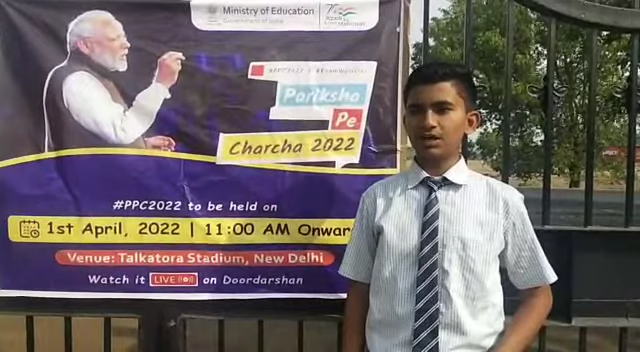 Ministry of Education
Government of India
#PPC2022
Pariksha
Pe
Charcha 2022
#PPC2022 to be held on
1st April, 2022 | 11:00 AM Onwar
Venue: Talkatora Stadium, New Delhi
Watch it LIVE on Doordarshan